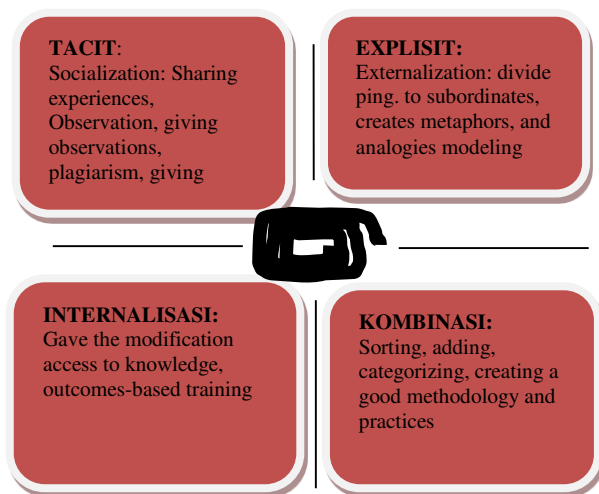 TACIT:
Socialization: Sharing
experiences,
Observation, giving
observations,
plagiarism, giving
EXPLISIT:
Externalization: divide
ping. to subordinates,
creates metaphors, and
analogies modeling
INTERNALISASI:
Gave the modification
access to knowledge,
outcomes-based training
KOMBINASI:
Sorting, adding,
categorizing, creating a
good methodology and
practices